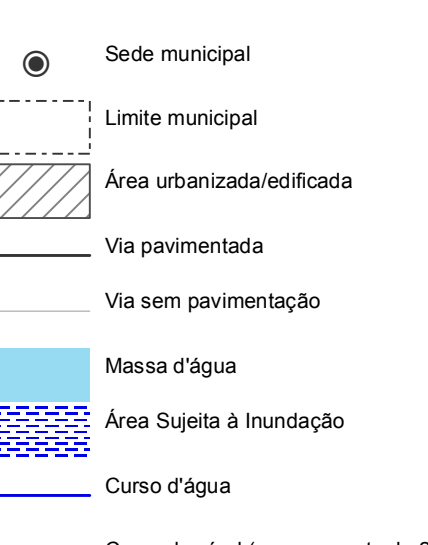 Sede municipal
Limite municipal
Área urbanizada/edificada
Via pavimentada
Via sem pavimentação
Massa d'água
Área Sujeita à Inundação
Curso d'água